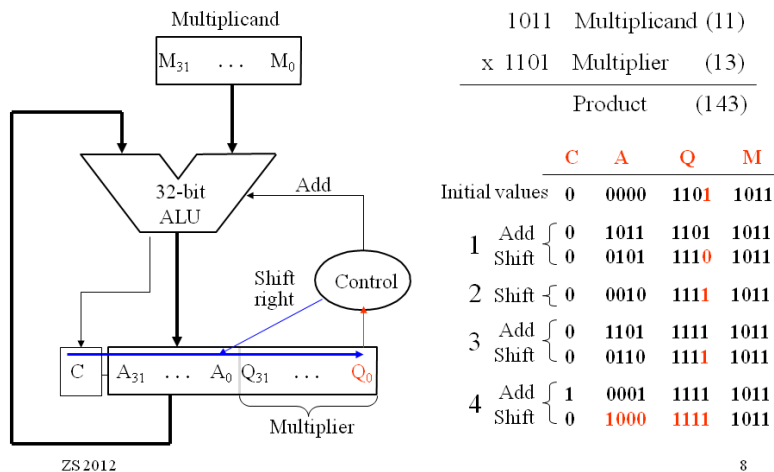 Multiplicand
M31 . . . M0
32-bit
ALU
Add
Control
Shift
right
C
A31 . . . A0 Q31 . . . Q0
Multiplier
ZS 2012
1011 Multiplicand (11)
x 1101 Multiplier (13)
Product (143)
C A Q M
Initial values 0 0000 1101 1011
1 Add 0 1011 1101 1011
Shift 0 0101 1110 1011
2 Shift 0 0010 1111 1011
3 Add 0 1101 1111 1011
Shift 0 0110 1111 1011
4 Add 1 0001 1111 1011
Shift 0 1000 1111 1011
8